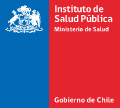 Instituto de
Salud Pública
Ministerio de Salud
Gobierno de Chile